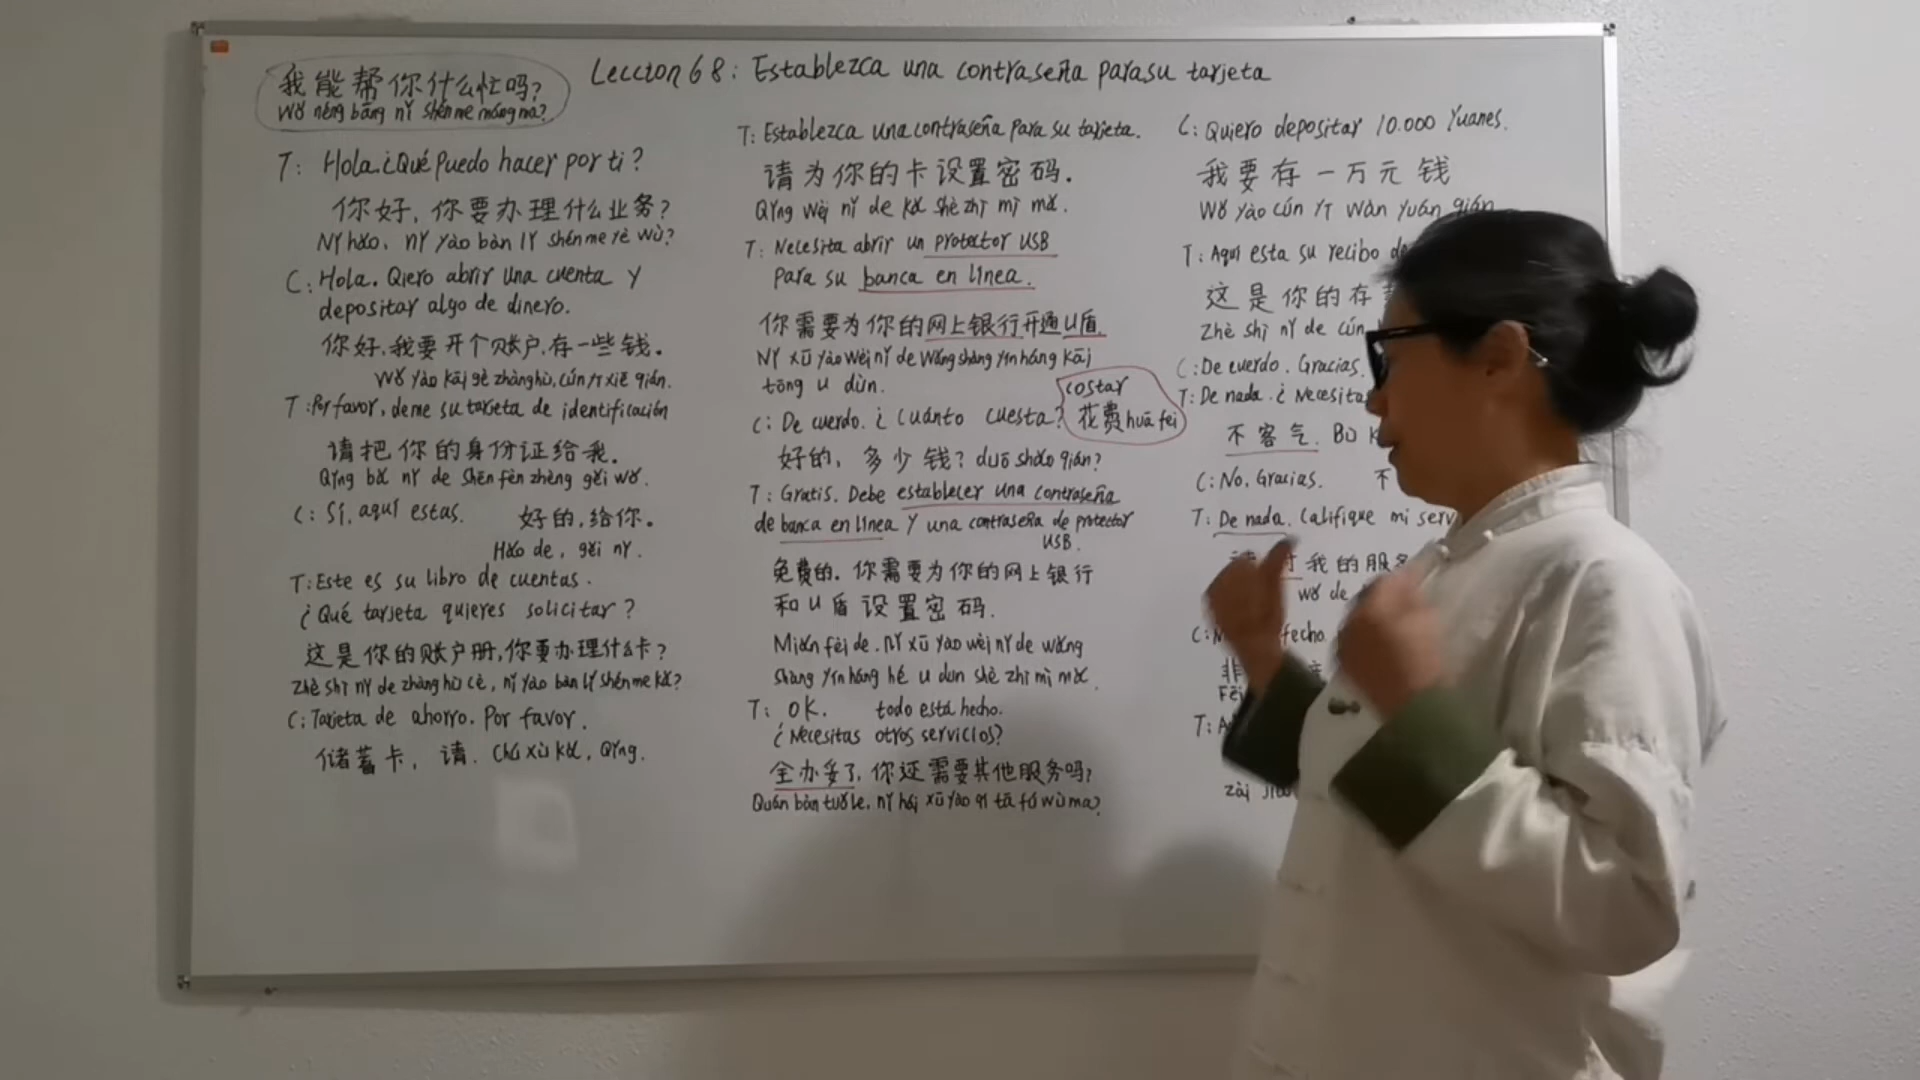 我能帮你什么忙吗?
Wǒ néng bāng nǐ shén me máng ma?
Leccion 68: Establezca una contraseña para su tarjeta
T: Hola. ¿Qué puedo hacer por ti?
你好, 你要办理什么业务?
Nǐ hǎo, nǐ yào bàn lǐ shén me yè wù?
C: Hola. Qiero abrir una cuenta y
depositar algo de dinero.
你好, 我要开个账户, 存一些钱。
Wǒ yào kāi gè zhàng hù, cún yī xiē qián.
T: Por favor, deme su tarjeta de identificación
请把你的身份证给我。
Qǐng bǎ nǐ de shēn fèn zhèng gěi wǒ.
C: Sí, aquí estas. 好的, 给你。
Hǎo de, gěi nǐ.
T: Este es su libro de cuentas.
¿Qué tarjeta quieres solicitar?
这是你的账户册, 你要办理什么卡?
Zhè shì nǐ de zhàng hù cè, nǐ yào bàn lǐ shén me kǎ?
C: Tarjeta de ahorro. Por favor.
储蓄卡, 请. Chǔ xù kǎ, Qǐng.
T: Establezca una contraseña para su tarjeta.
请为你的卡设置密码.
Qǐng wèi nǐ de kǎ shè zhì mì mǎ.
T: Necesita abrir un protector USB
para su banca en línea.
你需要为你的网上银行开通U盾.
Nǐ xū yào wèi nǐ de wǎng shàng yín háng kāi
tōng U dùn.
C: De cuerdo. ¿Cuánto cuesta?
costar
花费 huā fei
好的, 多少钱? duō shǎo qián?
T: Gratis. Debe establecer una contraseña
de banca en línea y una contraseña de protector
USB.
免费的. 你需要为你的网上银行
和U盾设置密码.
Miǎn fèi de. Nǐ xū yào wèi nǐ de wǎng
shàng yín háng hé U dùn shè zhì mì mǎ.
T: OK. todo está hecho.
¿Necesitas otros servicios?
全办妥了, 你还需要其他服务吗?
Quán bàn tuǒ le, nǐ hái xū yào qí tā fú wù ma?
C: Quiero depositar 10.000 Yuanes.
我要存一万元钱
Wǒ yào cún yī wàn yuán qián
T: Aquí esta su recibo
这是你的存
Zhè shì nǐ de cún
C: De cuerdo. Gracias.
T: De nada. ¿Necesitas
不客气. Bù
C: No, Gracias. 不
T: De nada. Califique mi
我的服务
wǒ de
C:
非
Fēi
T:
zài